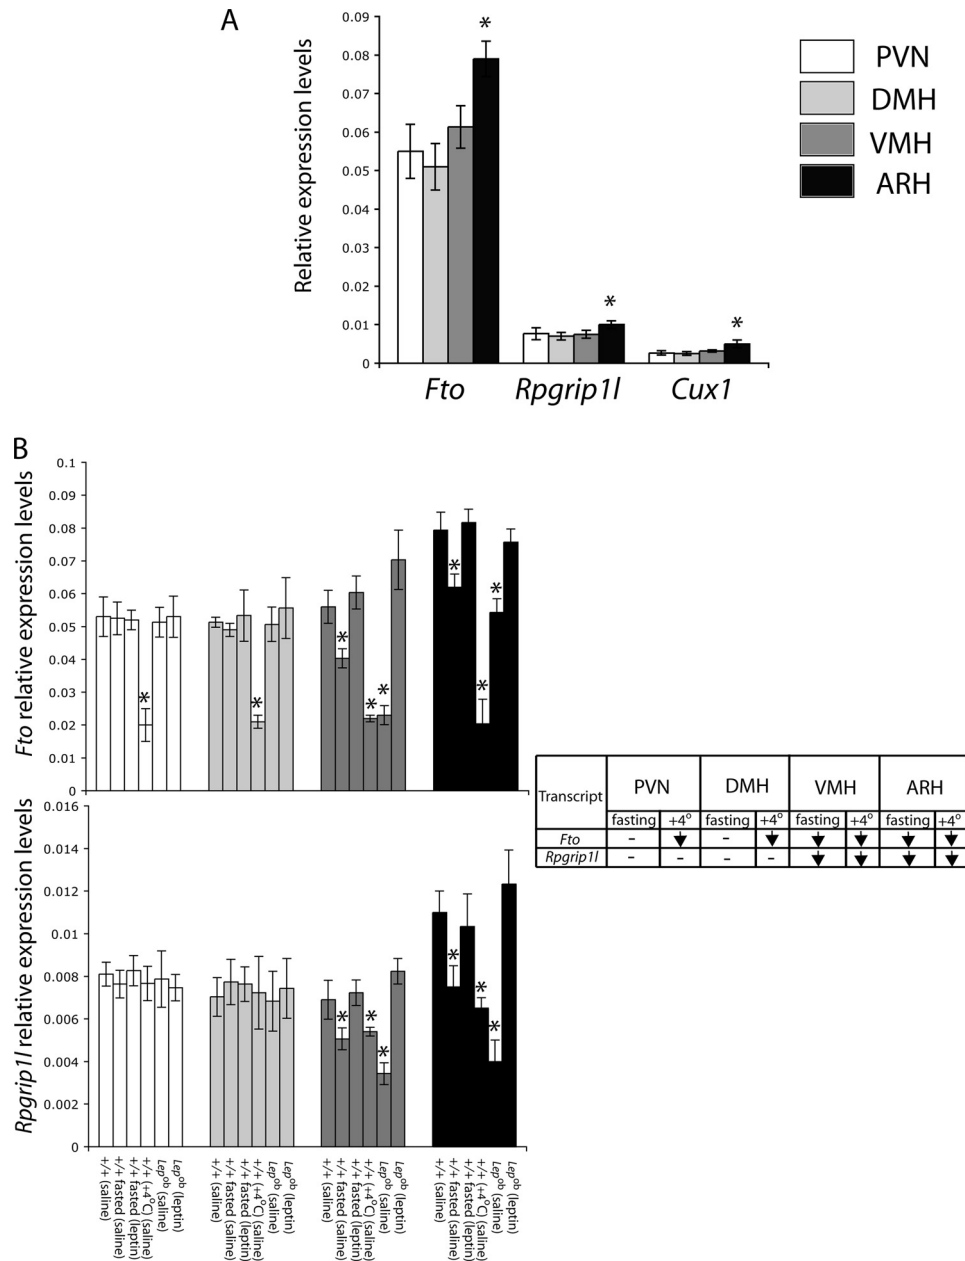 A
Relative expression levels
0.09
0.08
0.07
0.06
0.05
0.04
0.03
0.02
0.01
0
*
*
*
Fto
Rpgrip1l
Cux1
PVN
DMH
VMH
ARH
B
Fto relative expression levels
0.1
0.09
0.08
0.07
0.06
0.05
0.04
0.03
0.02
0.01
0
*
*
*
*
*
*
*
*
Rpgrip1l relative expression levels
0.016
0.014
0.012
0.01
0.008
0.006
0.004
0.002
0
*
*
*
*
*
*
+/+ (saline)
+/+ fasted (saline)
+/+ fasted (leptin)
+/+ (+4°C) (saline)
Lepob (saline)
Lepob (leptin)
+/+ (saline)
+/+ fasted (saline)
+/+ fasted (leptin)
+/+ (+4°C) (saline)
Lepob (saline)
Lepob (leptin)
+/+ (saline)
+/+ fasted (saline)
+/+ fasted (leptin)
+/+ (+4°C) (saline)
Lepob (saline)
Lepob (leptin)
+/+ (saline)
+/+ fasted (saline)
+/+ fasted (leptin)
+/+ (+4°C) (saline)
Lepob (saline)
Lepob (leptin)
Transcript PVN DMH VMH ARH
fasting +4° fasting +4° fasting +4° fasting +4°
Fto – ▼ – ▼ ▼ ▼ ▼ ▼
Rpgrip1l – – – – ▼ ▼ ▼ ▼